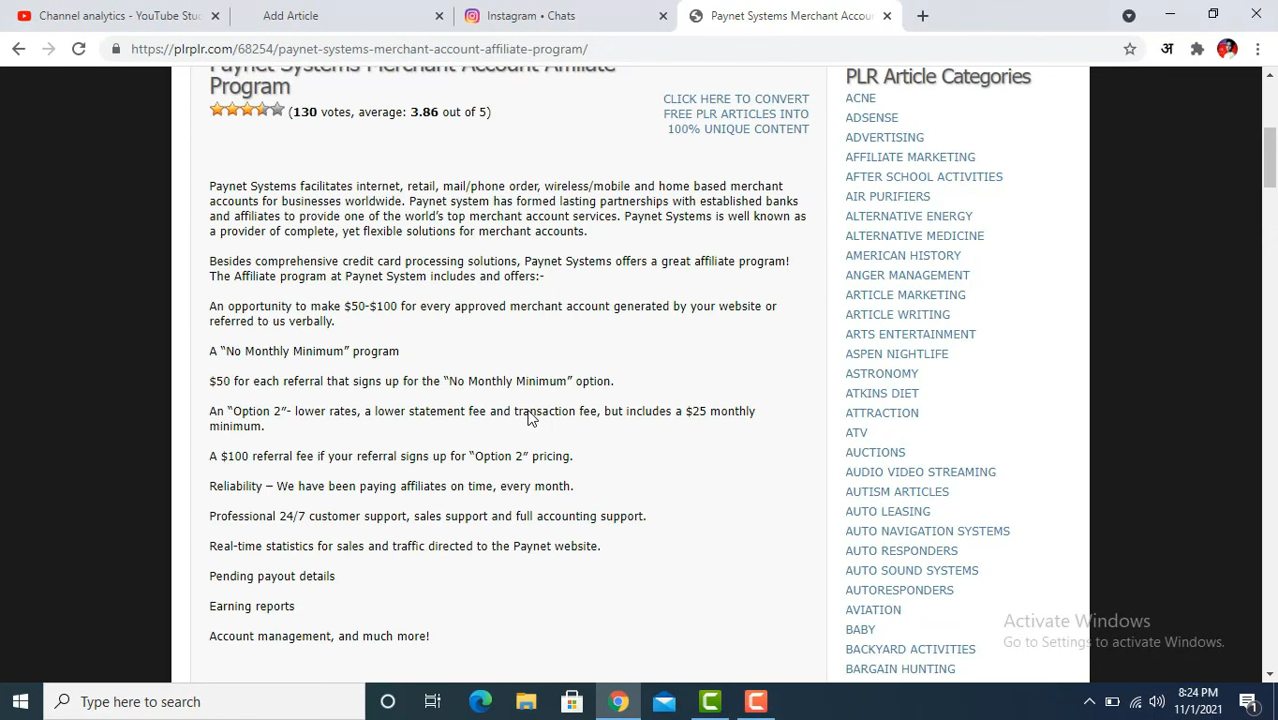 Channel analytics - YouTube Stu
Add Article
Instagram • Chats
Paynet Systems Merchant Accou
https://plrplr.com/68254/paynet-systems-merchant-account-affiliate-program/
अ
Paynet Systems Merchant Account Affiliate
Program
(130 votes, average: 3.86 out of 5)
CLICK HERE TO CONVERT
FREE PLR ARTICLES INTO
100% UNIQUE CONTENT
Paynet Systems facilitates internet, retail, mail/phone order, wireless/mobile and home based merchant
accounts for businesses worldwide. Paynet system has formed lasting partnerships with established banks
and affiliates to provide one of the world's top merchant account services. Paynet Systems is well known as
a provider of complete, yet flexible solutions for merchant accounts.
Besides comprehensive credit card processing solutions, Paynet Systems offers a great affiliate program!
The Affiliate program at Paynet System includes and offers:-
An opportunity to make $50-$100 for every approved merchant account generated by your website or
referred to us verbally.
A “No Monthly Minimum” program
$50 for each referral that signs up for the “No Monthly Minimum” option.
An “Option 2”- lower rates, a lower statement fee and transaction fee, but includes a $25 monthly
minimum.
A $100 referral fee if your referral signs up for “Option 2” pricing.
Reliability – We have been paying affiliates on time, every month.
Professional 24/7 customer support, sales support and full accounting support.
Real-time statistics for sales and traffic directed to the Paynet website.
Pending payout details
Earning reports
Account management, and much more!
PLR Article Categories
ACNE
ADSENSE
ADVERTISING
AFFILIATE MARKETING
AFTER SCHOOL ACTIVITIES
AIR PURIFIERS
ALTERNATIVE ENERGY
ALTERNATIVE MEDICINE
AMERICAN HISTORY
ANGER MANAGEMENT
ARTICLE MARKETING
ARTICLE WRITING
ARTS ENTERTAINMENT
ASPEN NIGHTLIFE
ASTRONOMY
ATKINS DIET
ATTRACTION
ATV
AUCTIONS
AUDIO VIDEO STREAMING
AUTISM ARTICLES
AUTO LEASING
AUTO NAVIGATION SYSTEMS
AUTO RESPONDERS
AUTO SOUND SYSTEMS
AUTORESPONDERS
AVIATION
BABY
BACKYARD ACTIVITIES
BARGAIN HUNTING
Activate Windows
Go to Settings to activate Windows.
Type here to search
8:24 PM
11/1/2021
1